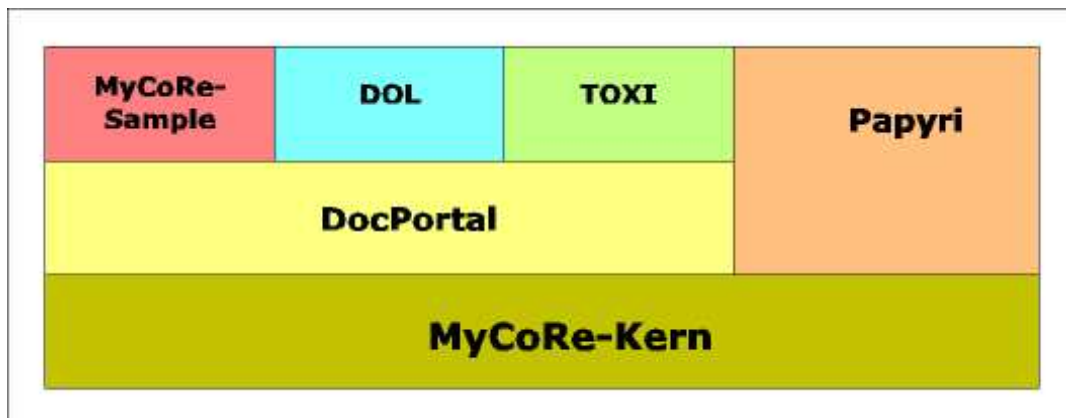 MyCoRe-
Sample
DOL
TOXI
Papyri
DocPortal
MyCoRe-Kern